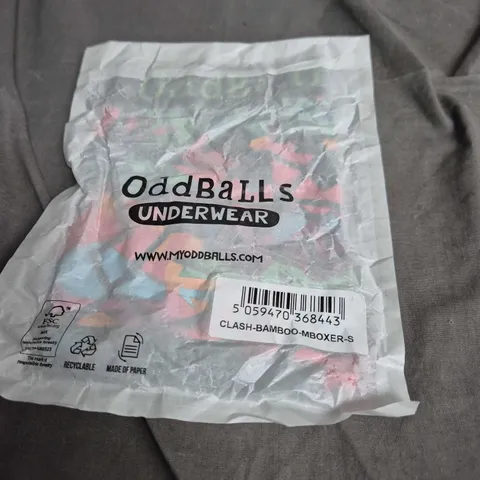 OddBaLLs
UNDERWEAR
WWW.MYODDBALLS.COM
5 059470 368443
CLASH-BAMBOO-MBOXER-S
FSC
RECYCLABLE
MADE OF PAPER